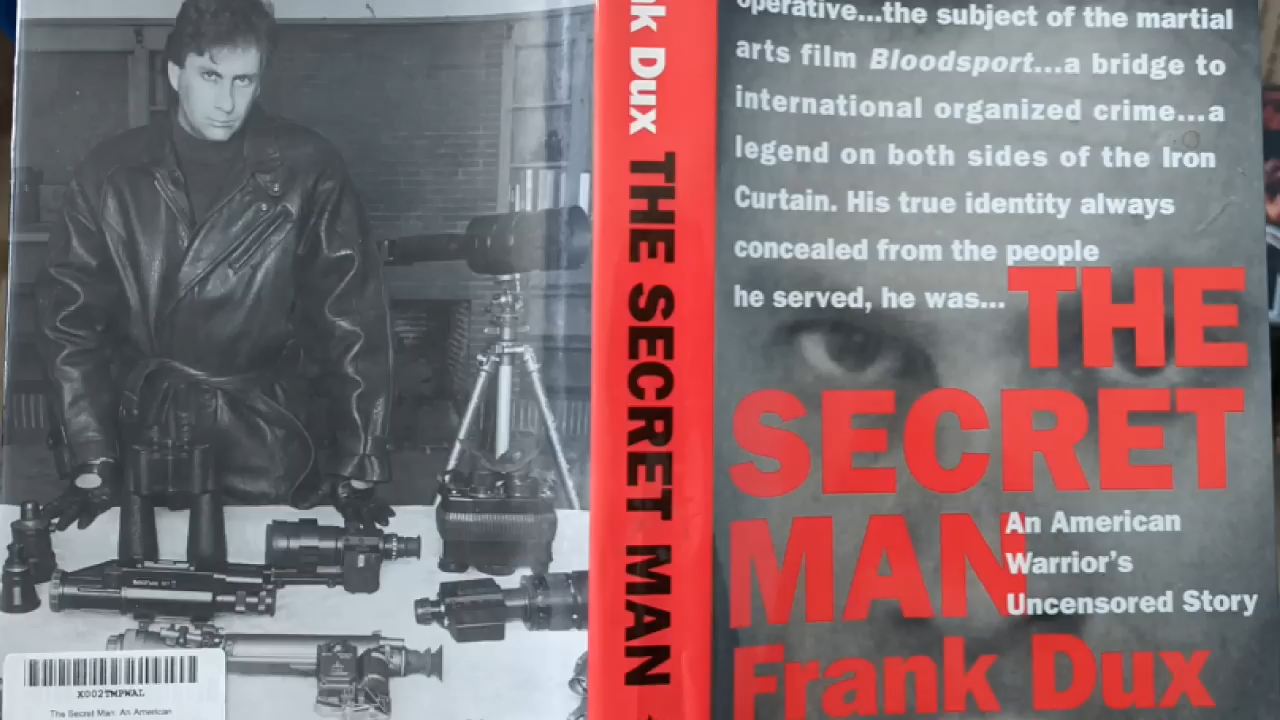 X002TMPWAL
The Secret Man: An American
nk Dux THE SECRET MAN
operative...the subject of the martial
arts film Bloodsport...a bridge to
international organized crime...a
legend on both sides of the Iron
Curtain. His true identity always
concealed from the people
he served, he was...
THE
SECRET
MAN
An American
Warrior's
Uncensored Story
Frank Dux